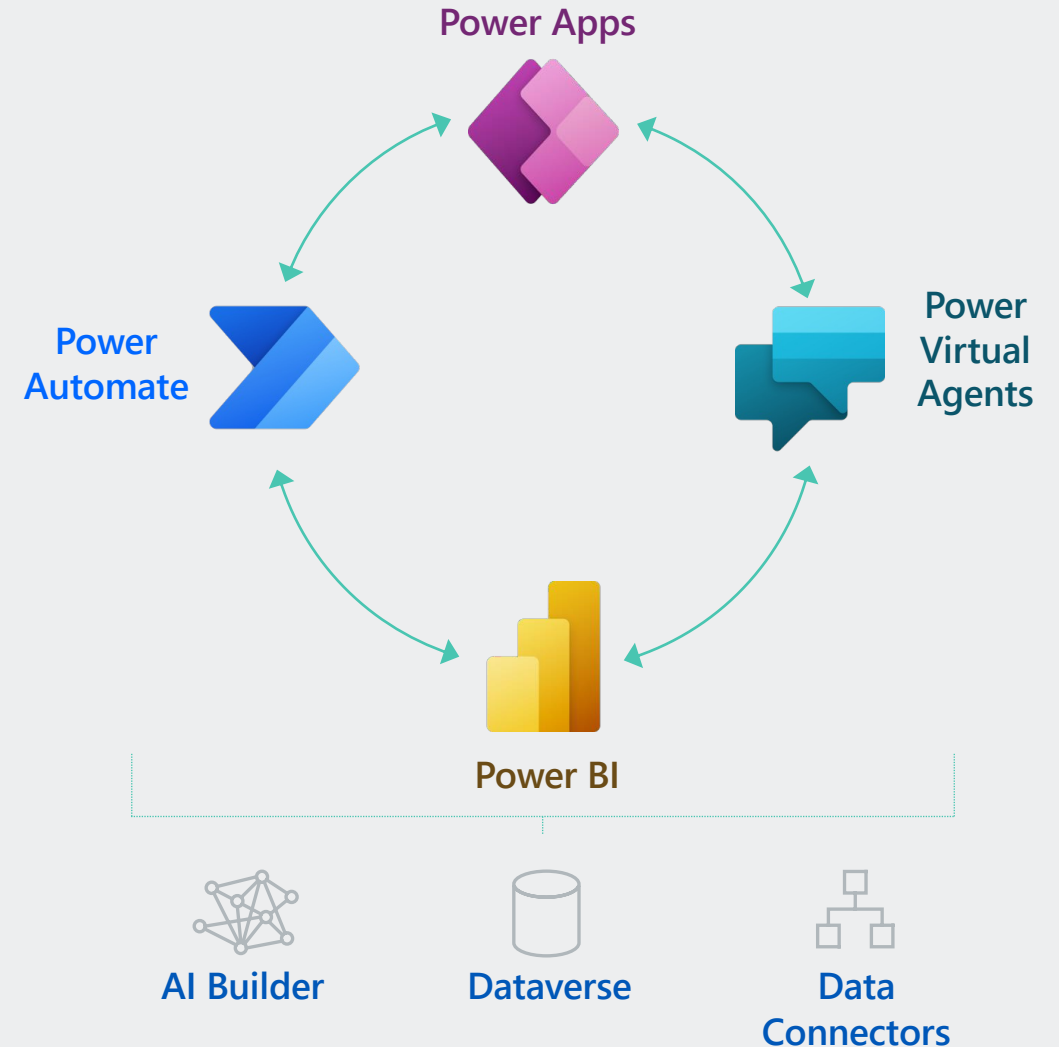 Power Apps
Power
Automate
Power
Virtual
Agents
Power BI
AI Builder
Dataverse
Data
Connectors